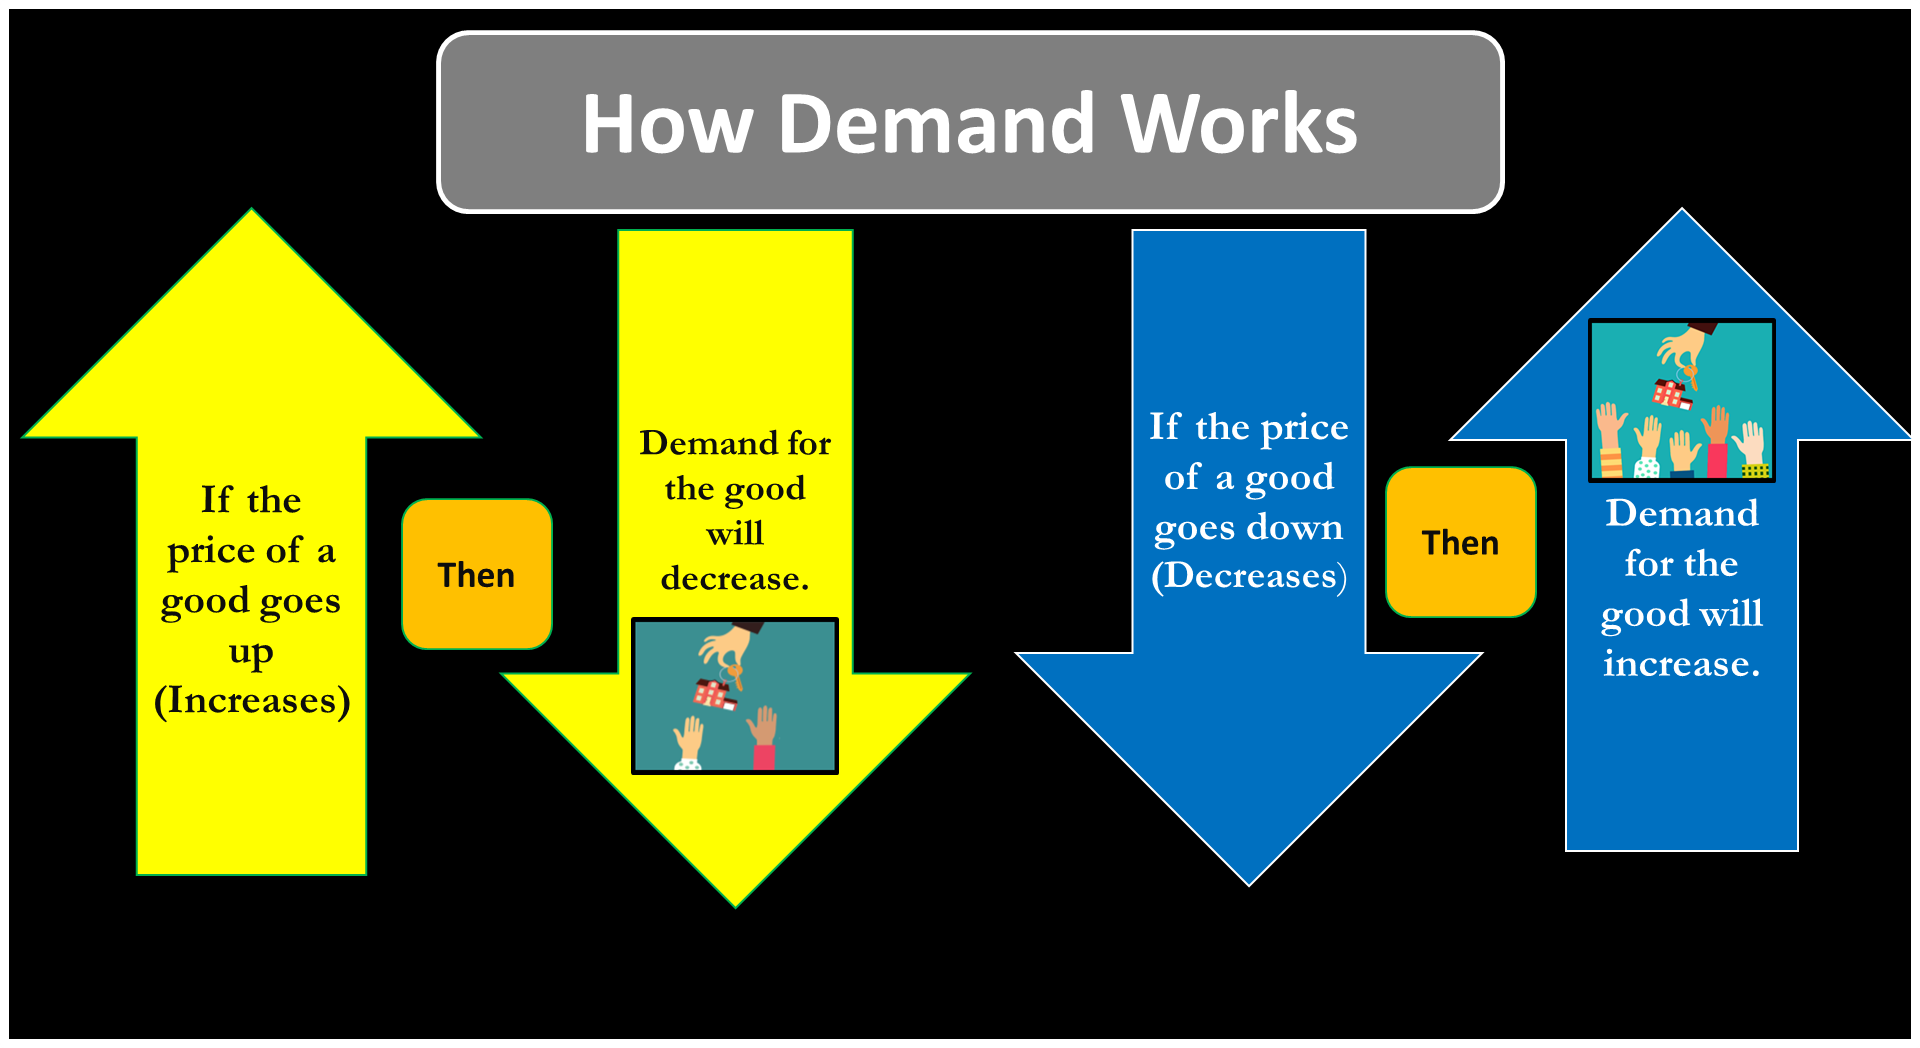 How Demand Works
If the
price of a
good goes
up
(Increases)
Then
Demand for
the good
will
decrease.
If the price
of a good
goes down
(Decreases)
Then
Demand
for the
good will
increase.